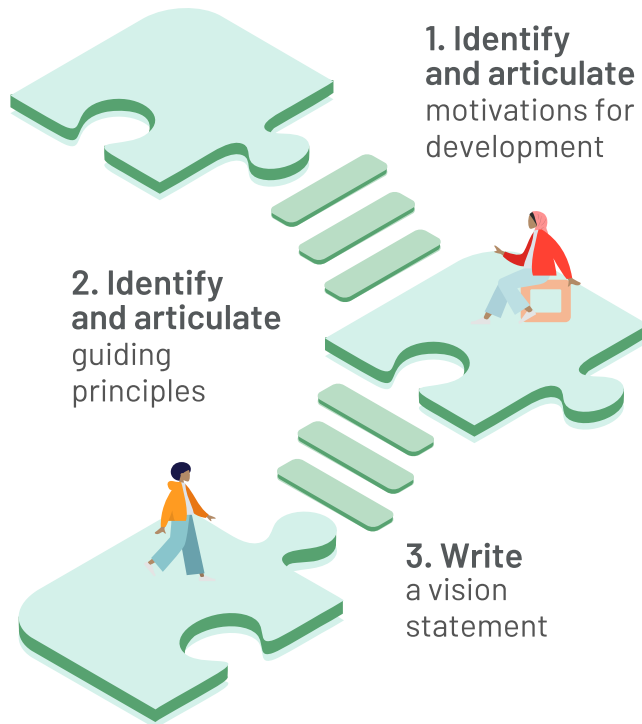 1. Identify
and articulate
motivations for
development
2. Identify
and articulate
guiding
principles
3. Write
a vision
statement